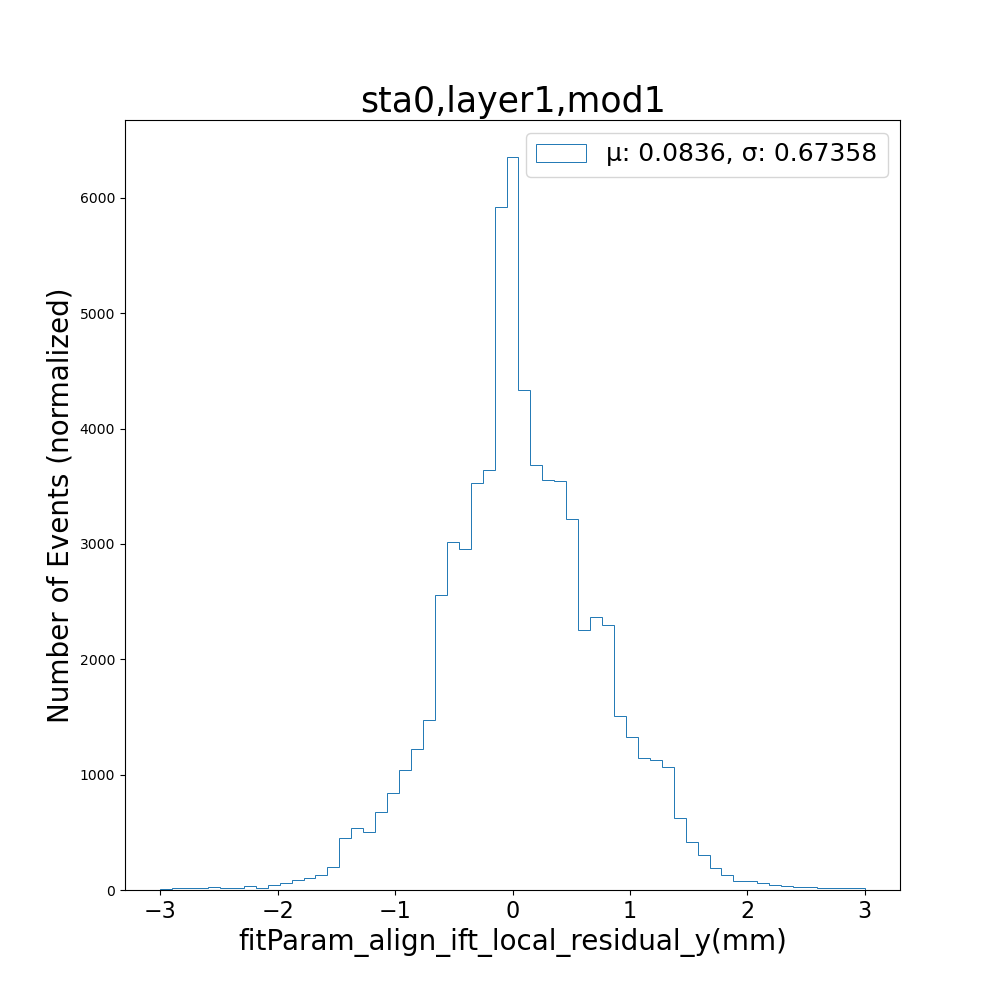 sta0,layer1,mod1
μ: 0.0836, σ: 0.67358
Number of Events (normalized)
6000
5000
4000
3000
2000
1000
0
−3 −2 −1 0 1 2 3
fitParam_align_ift_local_residual_y(mm)